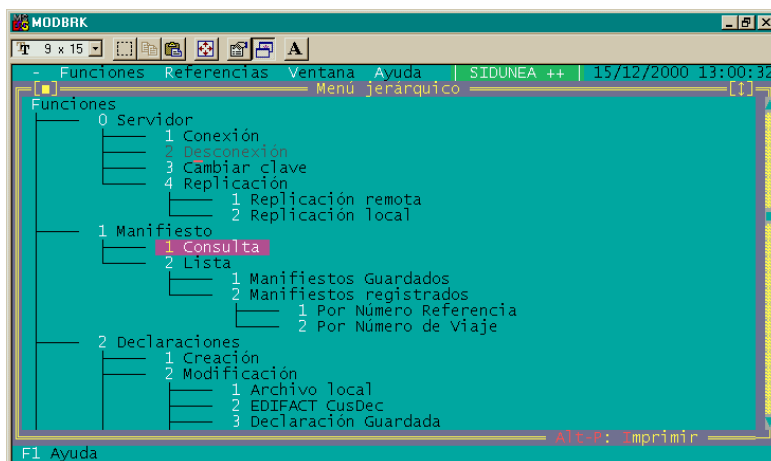 MODBRK
9 x 15
A
- Funciones Referencias Ventana Ayuda | SIDUNEA ++ | 15/12/2000 13:00:32
Menú jerárquico
Funciones
0 Servidor
1 Conexión
2 Desconexión
3 Cambiar clave
4 Replicación
1 Replicación remota
2 Replicación local
1 Manifiesto
1 Consulta
2 Lista
1 Manifiestos Guardados
2 Manifiestos registrados
1 Por Número Referencia
2 Por Número de Viaje
2 Declaraciones
1 Creación
2 Modificación
1 Archivo local
2 EDIFACT CusDec
3 Declaración Guardada
Alt-P: Imprimir
F1 Ayuda